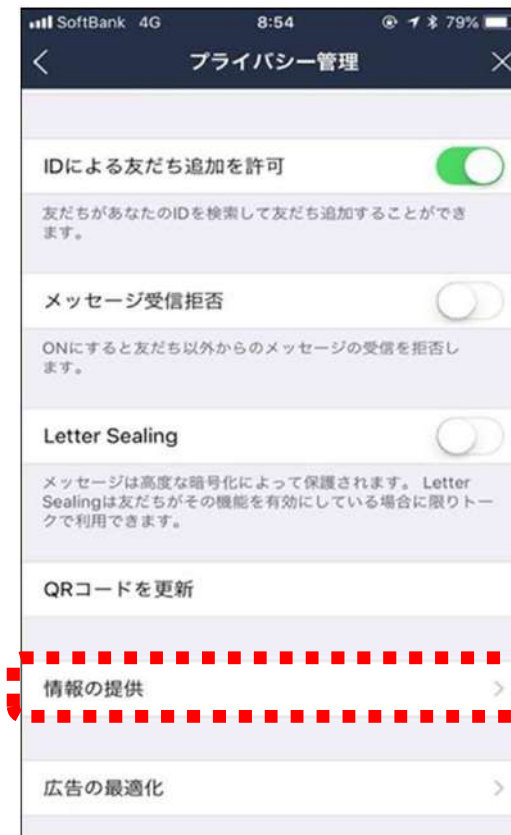 SoftBank 4G 8:54 79%
プライバシー管理
IDによる友だち追加を許可
友だちがあなたのIDを検索して友だち追加することができ
ます。
メッセージ受信拒否
ONにすると友だち以外からのメッセージの受信を拒否し
ます。
Letter Sealing
メッセージは高度な暗号化によって保護されます。 Letter
Sealingは友だちがその機能を有効にしている場合に限りトー
クで利用できます。
QRコードを更新
情報の提供
広告の最適化